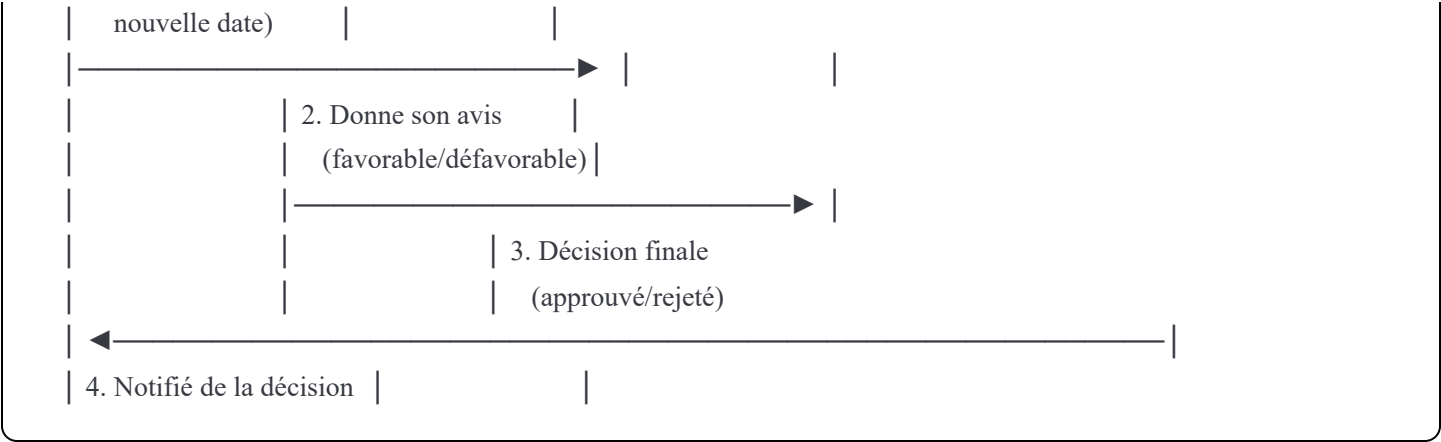 │ nouvelle date) │ │
│────────────────────────► │ │
│ │ 2. Donne son avis │
│ │ (favorable/défavorable)│
│ │────────────────────────► │
│ │ │ 3. Décision finale
│ │ │ (approuvé/rejeté)
│ ◄────────────────────────────────────────────────────│
│ 4. Notifié de la décision │ │